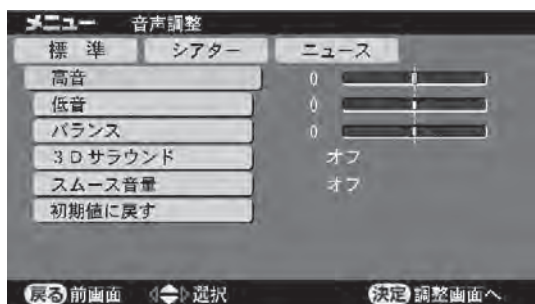 メニュー 音声調整
標 準 シアター ニュース
高音 0
低音 0
バランス 0
3Dサラウンド オフ
スムース音量 オフ
初期値に戻す
戻る 前画面 選択 決定 調整画面へ